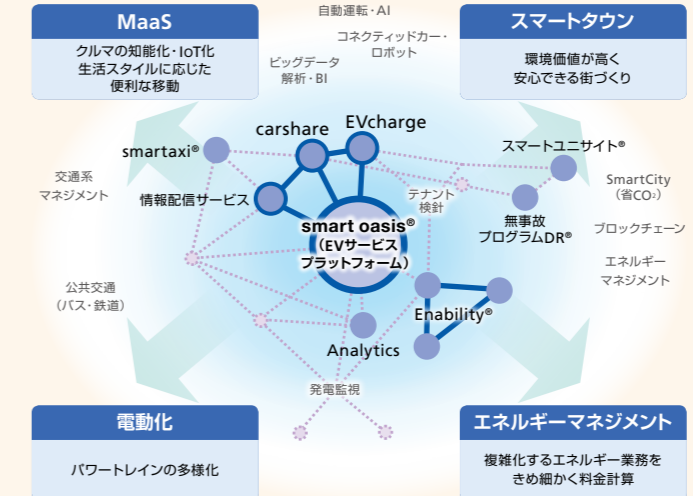 MaaS
クルマの知能化・IoT化
生活スタイルに応じた
便利な移動
自動運転・AI
コネクティッドカー・
ロボット
ビッグデータ
解析・BI
スマートタウン
環境価値が高く
安心できる街づくり
carshare
EVcharge
smartaxi®
スマートユニサイト®
交通系
マネジメント
情報配信サービス
テナント
検針
SmartCity
（省CO₂）
smart oasis®
（EVサービス
プラットフォーム）
無事故
プログラムDR®
ブロックチェーン
エネルギー
マネジメント
公共交通
（バス・鉄道）
Enability®
Analytics
発電監視
電動化
パワートレインの多様化
エネルギーマネジメント
複雑化するエネルギー業務を
きめ細かく料金計算